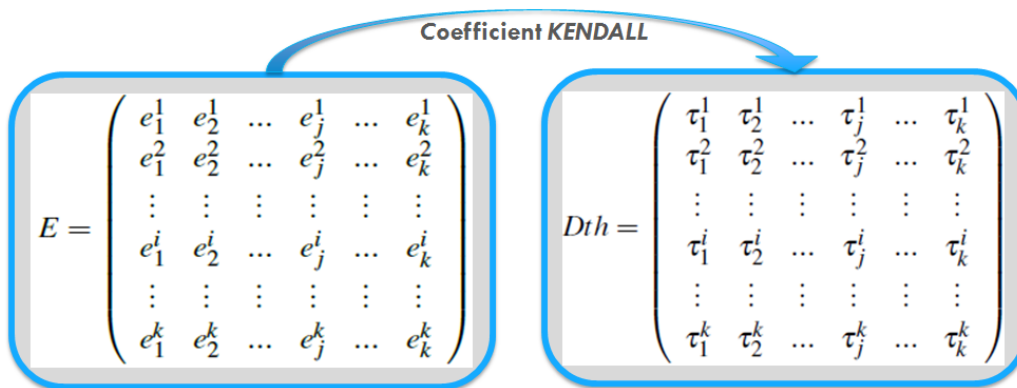 Coefficient KENDALL
E = ( e_1^1 e_2^1 ... e_j^1 ... e_k^1
e_1^2 e_2^2 ... e_j^2 ... e_k^2
⋮ ⋮ ⋮ ⋮ ⋮ ⋮
e_1^i e_2^i ... e_j^i ... e_k^i
⋮ ⋮ ⋮ ⋮ ⋮ ⋮
e_1^k e_2^k ... e_j^k ... e_k^k )
Dth = ( τ_1^1 τ_2^1 ... τ_j^1 ... τ_k^1
τ_1^2 τ_2^2 ... τ_j^2 ... τ_k^2
⋮ ⋮ ⋮ ⋮ ⋮ ⋮
τ_1^i τ_2^i ... τ_j^i ... τ_k^i
⋮ ⋮ ⋮ ⋮ ⋮ ⋮
τ_1^k τ_2^k ... τ_j^k ... τ_k^k )